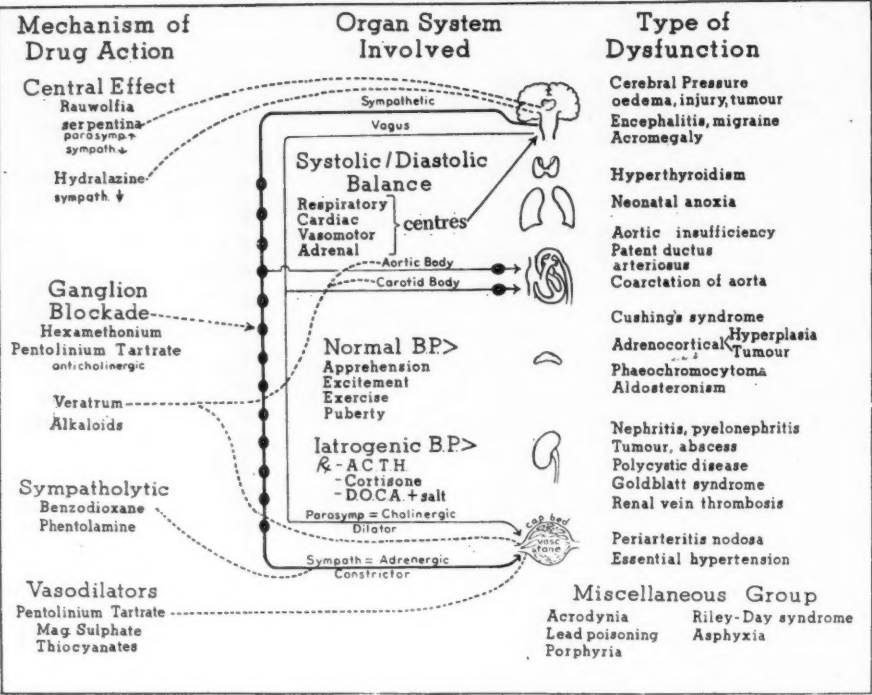 Mechanism of
Drug Action
Central Effect
Rauwolfia
serpentina
parasymp.↑
sympath.↓
Hydralazine
sympath. ↓
Ganglion
Blockade
Hexamethonium
Pentolinium Tartrate
anticholinergic
Veratrum
Alkaloids
Sympatholytic
Benzodioxane
Phentolamine
Vasodilators
Pentolinium Tartrate
Mag. Sulphate
Thiocyanates
Organ System
Involved
Sympathetic
Vagus
Systolic/Diastolic
Balance
Respiratory
Cardiac
Vasomotor
Adrenal
centres
Aortic Body
Carotid Body
Normal B.P.>
Apprehension
Excitement
Exercise
Puberty
Iatrogenic B.P.>
℞ - A.C.T.H.
- Cortisone
- D.O.C.A. + salt
Parasymp = Cholinergic
Dilator
Sympath = Adrenergic
Constrictor
cap bed
vasc
tone
Type of
Dysfunction
Cerebral Pressure
oedema, injury, tumour
Encephalitis, migraine
Acromegaly
Hyperthyroidism
Neonatal anoxia
Aortic insufficiency
Patent ductus
arteriosus
Coarctation of aorta
Cushing's syndrome
Adrenocortical< Hyperplasia
Tumour
Phaeochromocytoma
Aldosteronism
Nephritis, pyelonephritis
Tumour, abscess
Polycystic disease
Goldblatt syndrome
Renal vein thrombosis
Periarteritis nodosa
Essential hypertension
Miscellaneous Group
Acrodynia
Lead poisoning
Porphyria
Riley-Day syndrome
Asphyxia